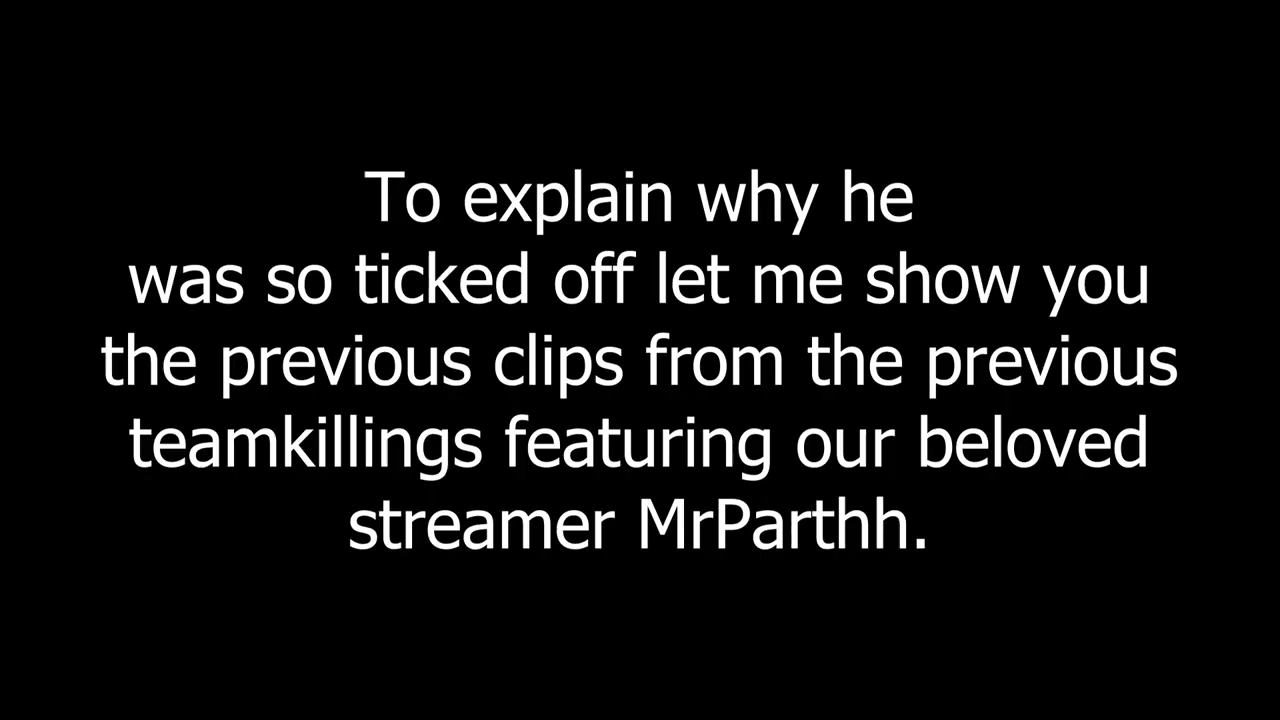 To explain why he
was so ticked off let me show you
the previous clips from the previous
teamkillings featuring our beloved
streamer MrParthh.